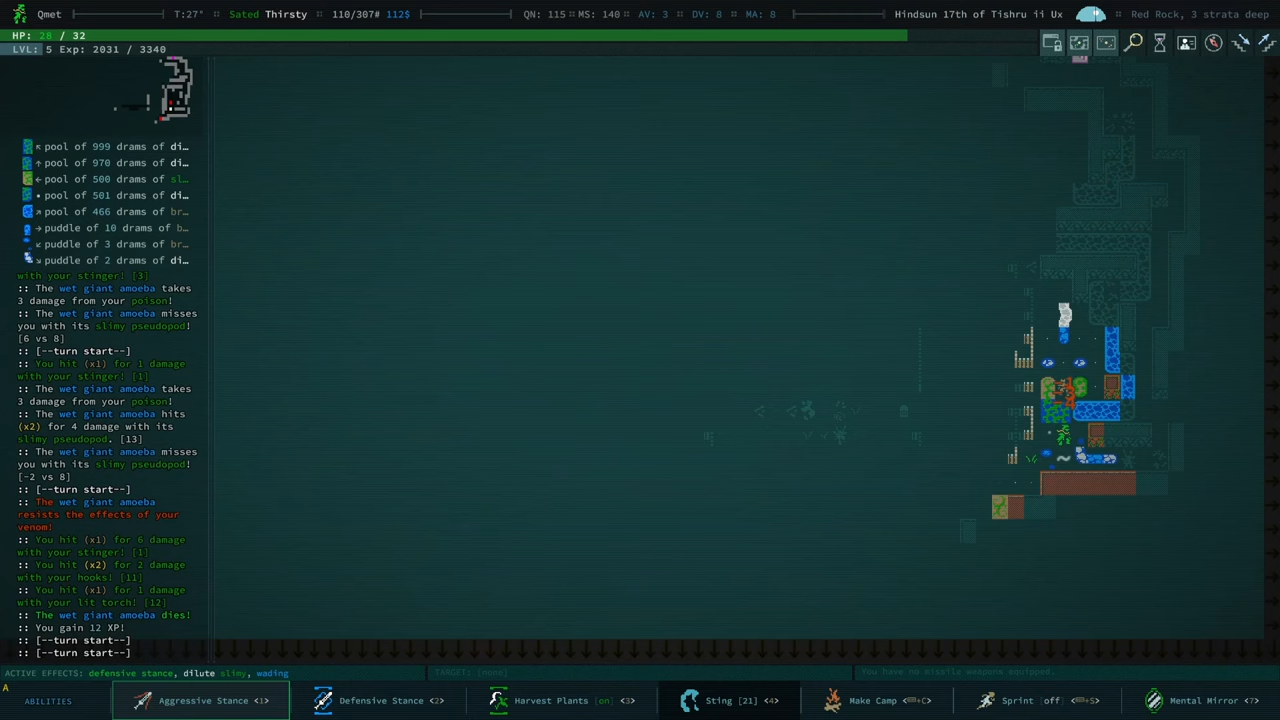 Qmet T:27° Sated Thirsty 110/307# 112$ QN: 115 MS: 140 AV: 3 DV: 8 MA: 8 Hindsun 17th of Tishru ii Ux Red Rock, 3 strata deep
HP: 28 / 32
LVL: 5 Exp: 2031 / 3340
pool of 999 drams of di…
pool of 970 drams of di…
pool of 500 drams of sl…
pool of 501 drams of di…
pool of 466 drams of br…
puddle of 10 drams of b…
puddle of 3 drams of br…
puddle of 2 drams of di…
with your stinger! [3]
:: The wet giant amoeba takes
3 damage from your poison!
:: The wet giant amoeba misses
you with its slimy pseudopod!
[6 vs 8]
:: [--turn start--]
:: You hit (x1) for 1 damage
with your stinger! [1]
:: The wet giant amoeba takes
3 damage from your poison!
:: The wet giant amoeba hits
(x2) for 4 damage with its
slimy pseudopod. [13]
:: The wet giant amoeba misses
you with its slimy pseudopod!
[-2 vs 8]
:: [--turn start--]
:: The wet giant amoeba
resists the effects of your
venom!
:: You hit (x1) for 6 damage
with your stinger! [1]
:: You hit (x2) for 2 damage
with your hooks! [11]
:: You hit (x1) for 1 damage
with your lit torch! [12]
:: The wet giant amoeba dies!
:: You gain 12 XP!
:: [--turn start--]
:: [--turn start--]
ACTIVE EFFECTS: defensive stance, dilute slimy, wading TARGET: [none] You have no missile weapons equipped.
A
ABILITIES Aggressive Stance <1> Defensive Stance <2> Harvest Plants [on] <3> Sting [21] <4> Make Camp +C> Sprint [off] +S> Mental Mirror <7>